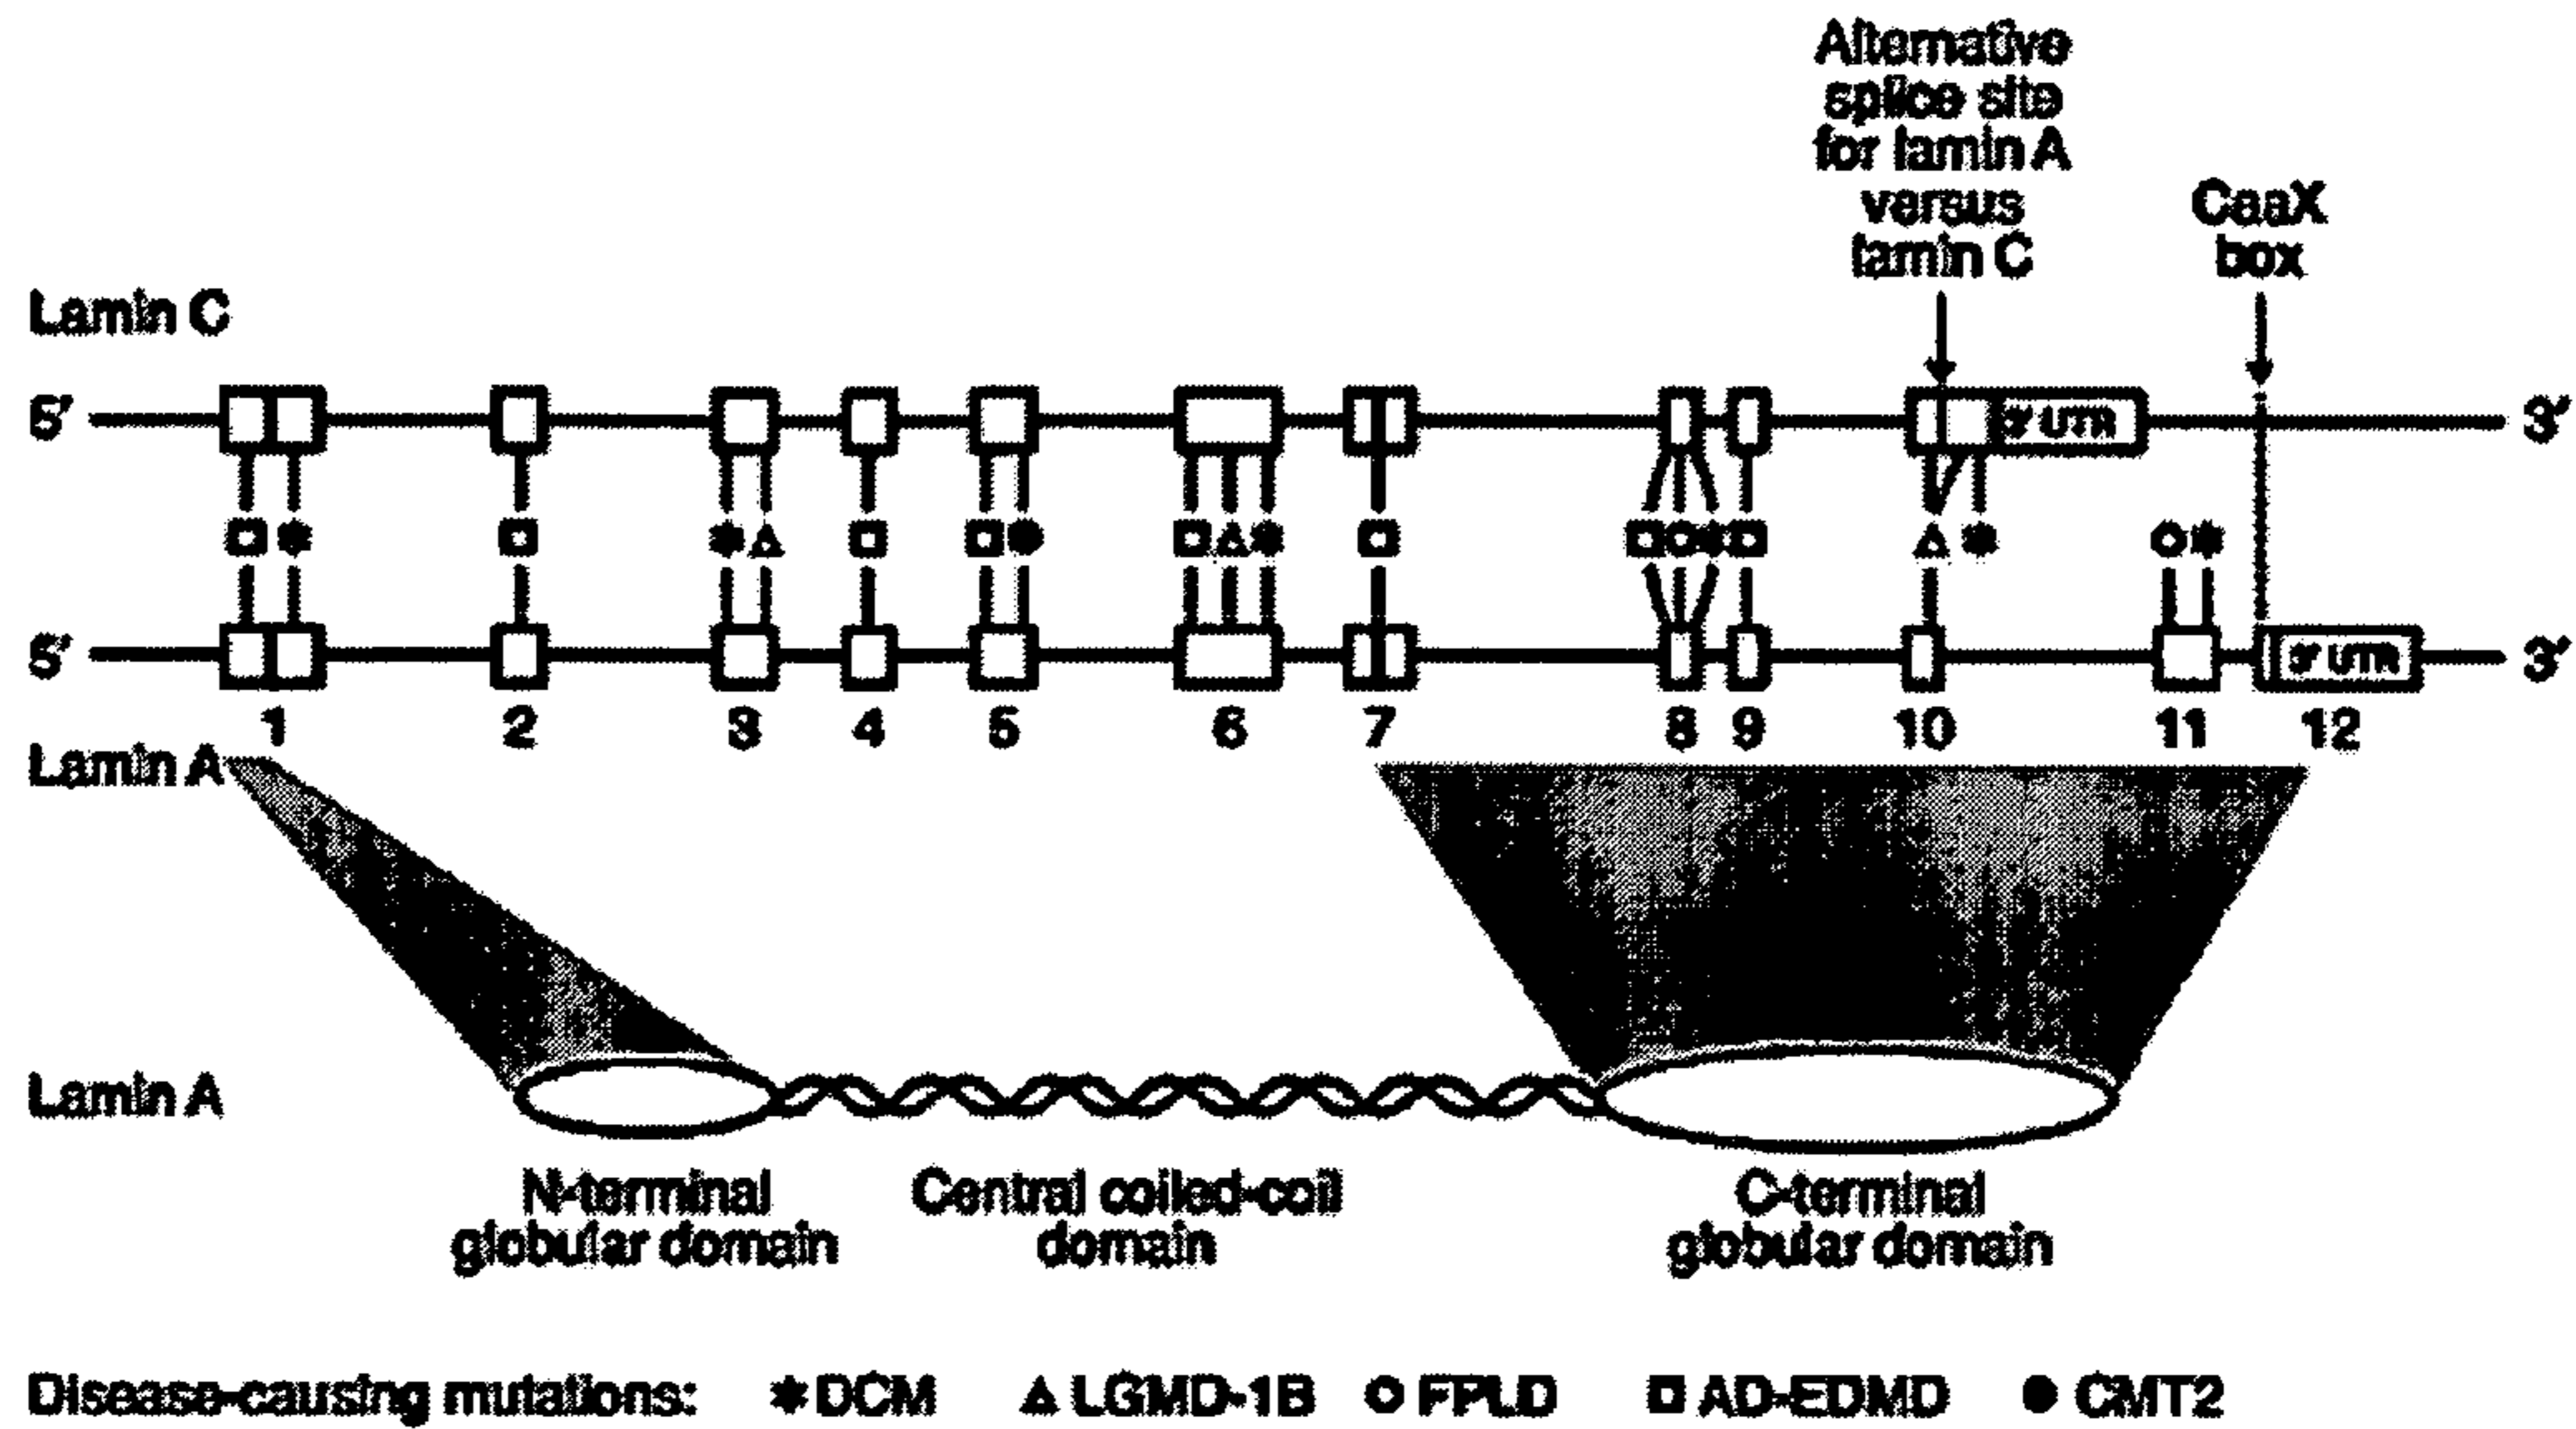 Alternative
splice site
for lamin A
versus
lamin C
CaaX
box
Lamin C
5′ 3′ UTR 3′
5′ 3′ UTR 3′
1 2 3 4 5 6 7 8 9 10 11 12
Lamin A
Lamin A
N-terminal
globular domain
Central coiled-coil
domain
C-terminal
globular domain
Disease-causing mutations: DCM LGMD-1B FPLD AD-EDMD CMT2